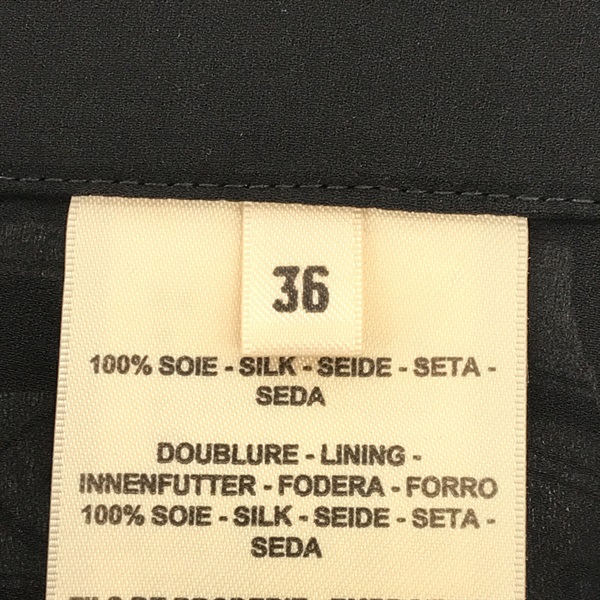 36
100% SOIE - SILK - SEIDE - SETA -
SEDA
DOUBLURE - LINING -
INNENFUTTER - FODERA - FORRO
100% SOIE - SILK - SEIDE - SETA -
SEDA